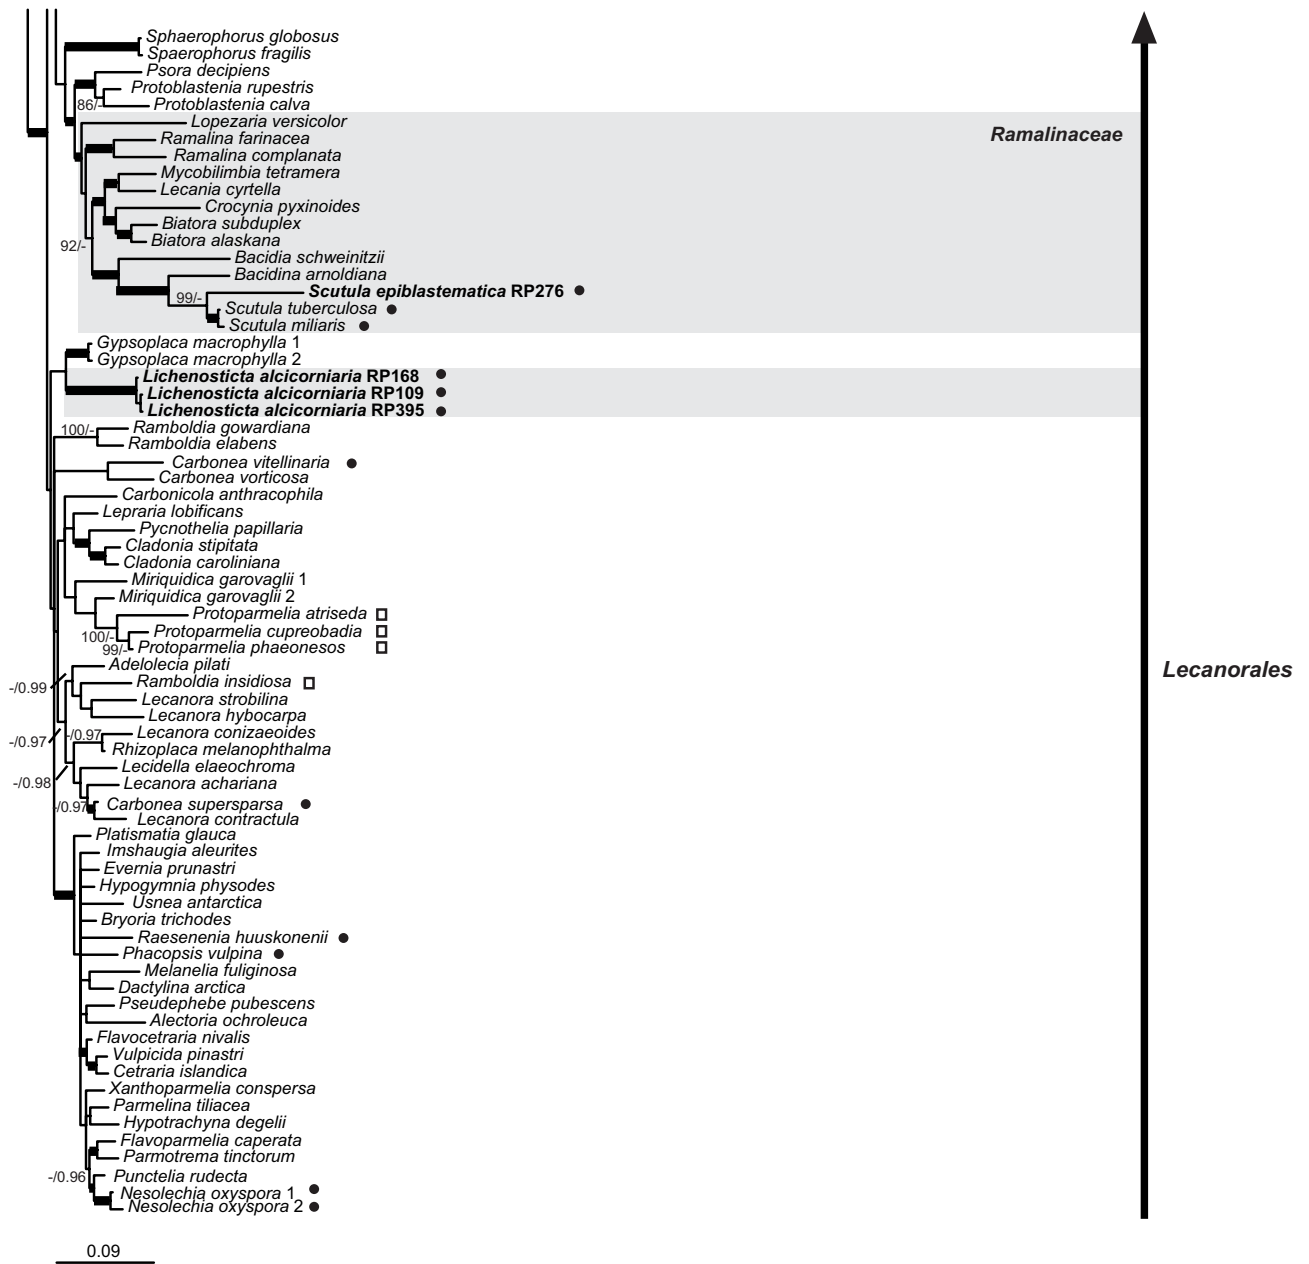 Sphaerophorus globosus
Spaerophorus fragilis
Psora decipiens
Protoblastenia rupestris
86/-
Protoblastenia calva
Lopezaria versicolor
Ramalinaceae
Ramalina farinacea
Ramalina complanata
Mycobilimbia tetramera
Lecania cyrtella
Crocynia pyxinoides
Biatora subduplex
Biatora alaskana
92/-
Bacidia schweinitzii
Bacidina arnoldiana
Scutula epiblastematica RP276
99/-
Scutula tuberculosa
Scutula miliaris
Gypsoplaca macrophylla 1
Gypsoplaca macrophylla 2
Lichenosticta alcicorniaria RP168
Lichenosticta alcicorniaria RP109
Lichenosticta alcicorniaria RP395
Ramboldia gowardiana
100/-
Ramboldia elabens
Carbonea vitellinaria
Carbonea vorticosa
Carbonicola anthracophila
Lepraria lobificans
Pycnothelia papillaria
Cladonia stipitata
Cladonia caroliniana
Miriquidica garovaglii 1
Miriquidica garovaglii 2
Protoparmelia atriseda
Protoparmelia cupreobadia
100/-
Protoparmelia phaeonesos
99/-
Adelolecia pilati
Lecanorales
Ramboldia insidiosa
-/0.99
Lecanora strobilina
Lecanora hybocarpa
Lecanora conizaeoides
-/0.97
-/0.97
Rhizoplaca melanophthalma
Lecidella elaeochroma
-/0.98
Lecanora achariana
Carbonea supersparsa
-/0.97
Lecanora contractula
Platismatia glauca
Imshaugia aleurites
Evernia prunastri
Hypogymnia physodes
Usnea antarctica
Bryoria trichodes
Raesenenia huuskonenii
Phacopsis vulpina
Melanelia fuliginosa
Dactylina arctica
Pseudephebe pubescens
Alectoria ochroleuca
Flavocetraria nivalis
Vulpicida pinastri
Cetraria islandica
Xanthoparmelia conspersa
Parmelina tiliacea
Hypotrachyna degelii
Flavoparmelia caperata
Parmotrema tinctorum
-/0.96
Punctelia rudecta
Nesolechia oxyspora 1
Nesolechia oxyspora 2
0.09